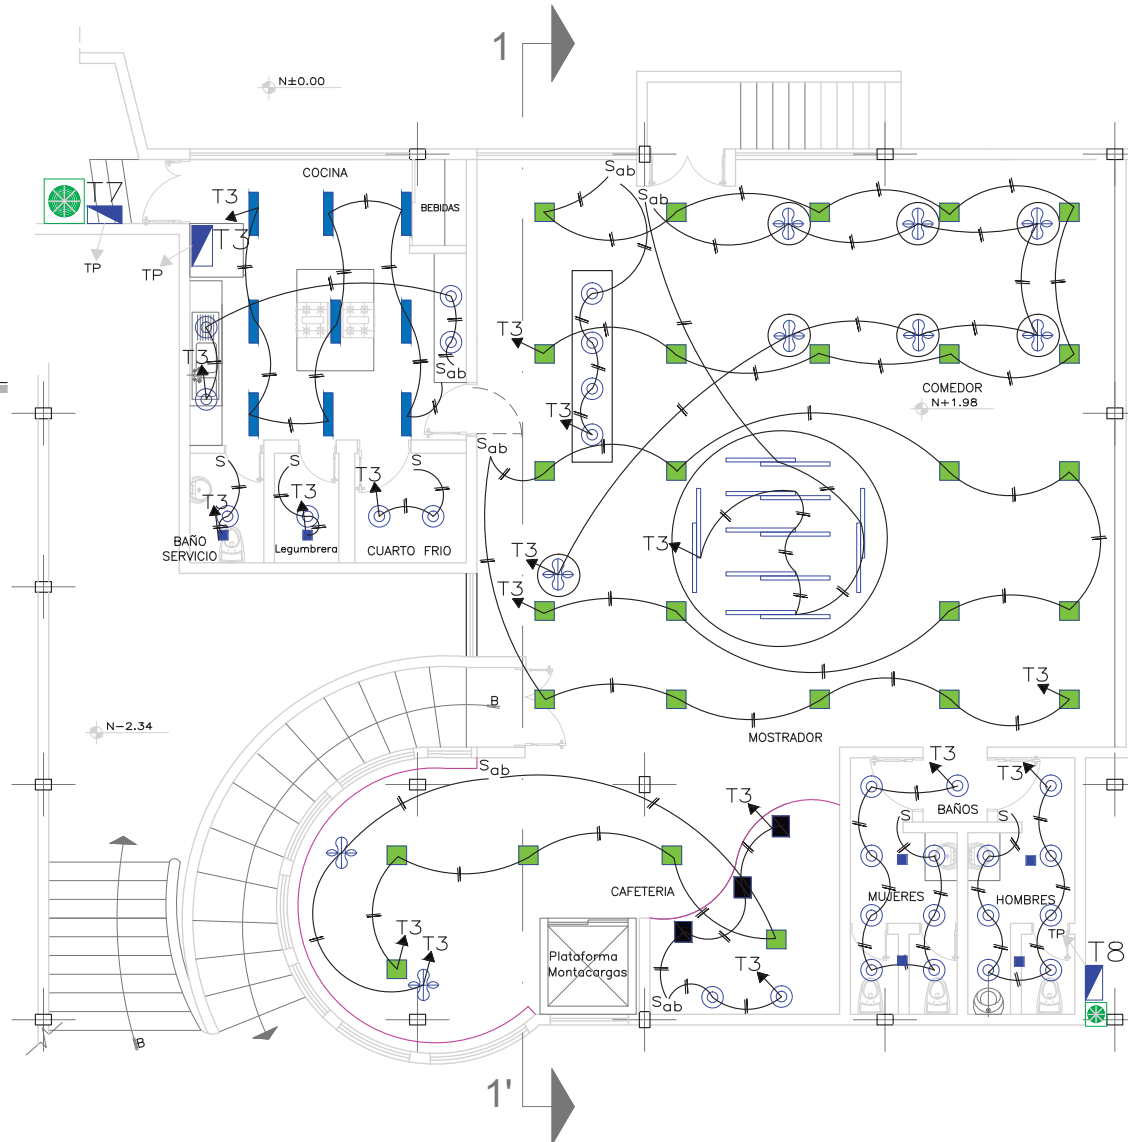 1
N±0.00
COCINA
Sab
T7
T3
BEBIDAS
Sab
T3
TP
TP
T3
Sab
T3
COMEDOR
N+1.98
T3
Sab
S
S
T3
S
T3
T3
BAÑO
SERVICIO
Legumbrera
CUARTO FRIO
T3
T3
T3
T3
B
N-2.34
MOSTRADOR
Sab
T3
T3
T3
BAÑOS
S
S
CAFETERIA
MUJERES
HOMBRES
T3
T3
TP
T8
Plataforma
Montacargas
T3
Sab
B
1'